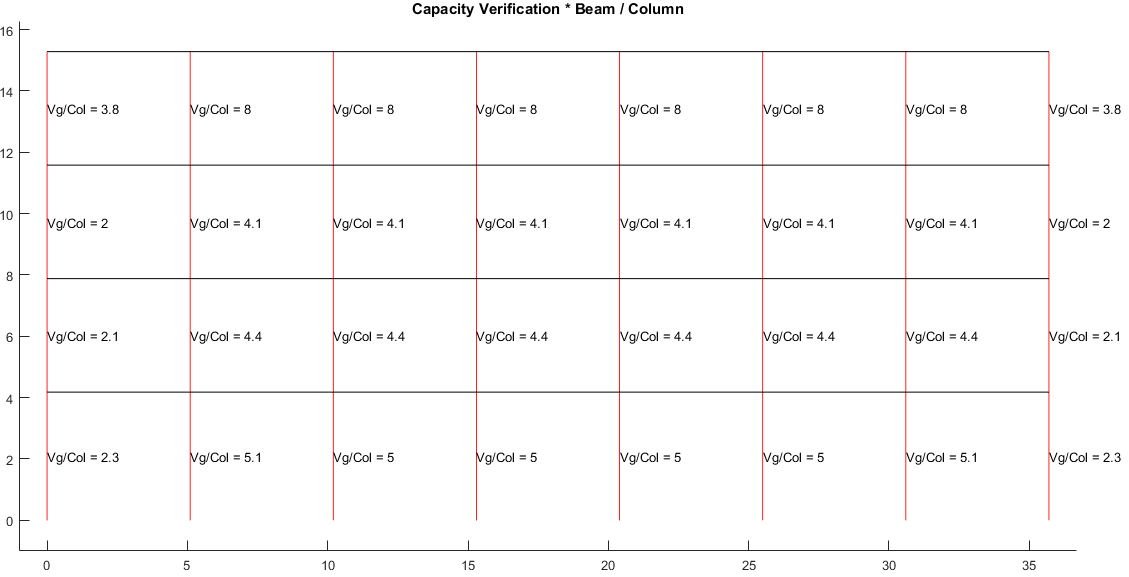 Capacity Verification * Beam / Column
16
14
Vg/Col = 3.8 Vg/Col = 8 Vg/Col = 8 Vg/Col = 8 Vg/Col = 8 Vg/Col = 8 Vg/Col = 8 Vg/Col = 3.8
12
10
Vg/Col = 2 Vg/Col = 4.1 Vg/Col = 4.1 Vg/Col = 4.1 Vg/Col = 4.1 Vg/Col = 4.1 Vg/Col = 4.1 Vg/Col = 2
8
6
Vg/Col = 2.1 Vg/Col = 4.4 Vg/Col = 4.4 Vg/Col = 4.4 Vg/Col = 4.4 Vg/Col = 4.4 Vg/Col = 4.4 Vg/Col = 2.1
4
2
Vg/Col = 2.3 Vg/Col = 5.1 Vg/Col = 5 Vg/Col = 5 Vg/Col = 5 Vg/Col = 5 Vg/Col = 5.1 Vg/Col = 2.3
0
0 5 10 15 20 25 30 35